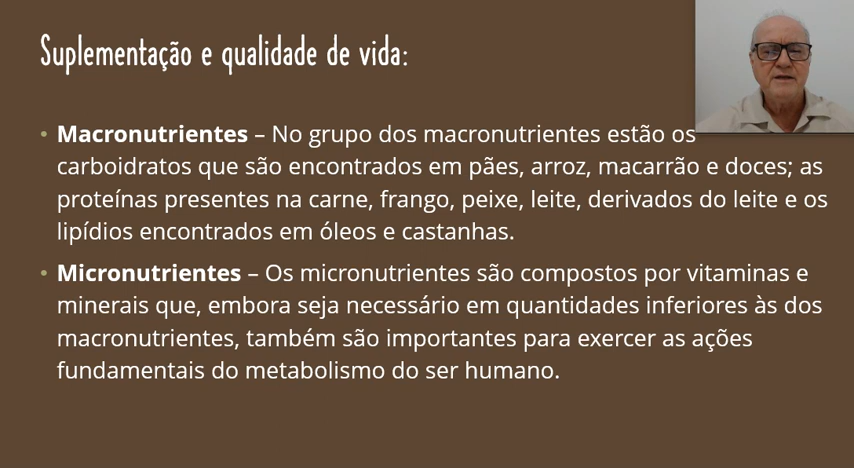 Suplementação e qualidade de vida:
• Macronutrientes – No grupo dos macronutrientes estão os
carboidratos que são encontrados em pães, arroz, macarrão e doces; as
proteínas presentes na carne, frango, peixe, leite, derivados do leite e os
lipídios encontrados em óleos e castanhas.
• Micronutrientes – Os micronutrientes são compostos por vitaminas e
minerais que, embora seja necessário em quantidades inferiores às dos
macronutrientes, também são importantes para exercer as ações
fundamentais do metabolismo do ser humano.